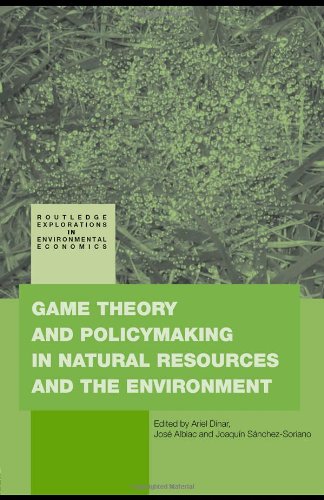 ROUTLEDGE
EXPLORATIONS
IN
ENVIRONMENTAL
ECONOMICS
GAME THEORY
AND POLICYMAKING
IN NATURAL RESOURCES
AND THE ENVIRONMENT
Edited by Ariel Dinar,
José Albiac and Joaquín Sánchez-Soriano